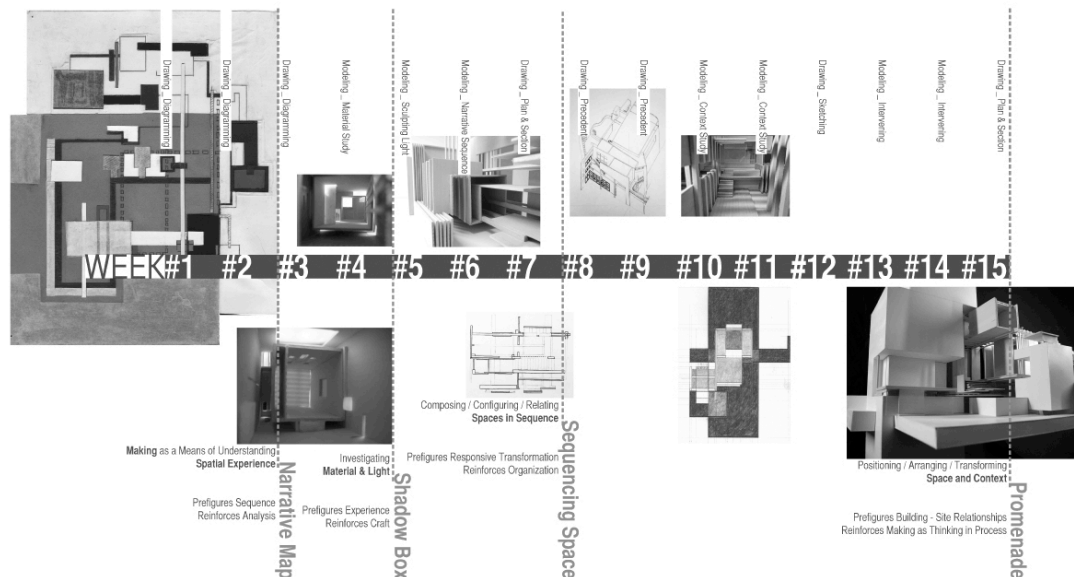 Drawing _ Diagramming
Drawing _ Diagramming
Drawing _ Diagramming
Modeling _ Material Study
Modeling _ Sculpting Light
Modeling _ Narrative Sequence
Drawing _ Plan & Section
Drawing _ Precedent
Drawing _ Precedent
Modeling _ Context Study
Modeling _ Context Study
Drawing _ Sketching
Modeling _ Intervening
Modeling _ Intervening
Drawing _ Plan & Section
WEEK#1 #2 #3 #4 #5 #6 #7 #8 #9 #10 #11 #12 #13 #14 #15
Making as a Means of Understanding
Spatial Experience
Prefigures Sequence
Reinforces Analysis
Narrative Map
Investigating
Material & Light
Prefigures Experience
Reinforces Craft
Shadow Box
Composing / Configuring / Relating
Spaces in Sequence
Prefigures Responsive Transformation
Reinforces Organization
Sequencing Space
Positioning / Arranging / Transforming
Space and Context
Prefigures Building - Site Relationships
Reinforces Making as Thinking in Process
Promenade